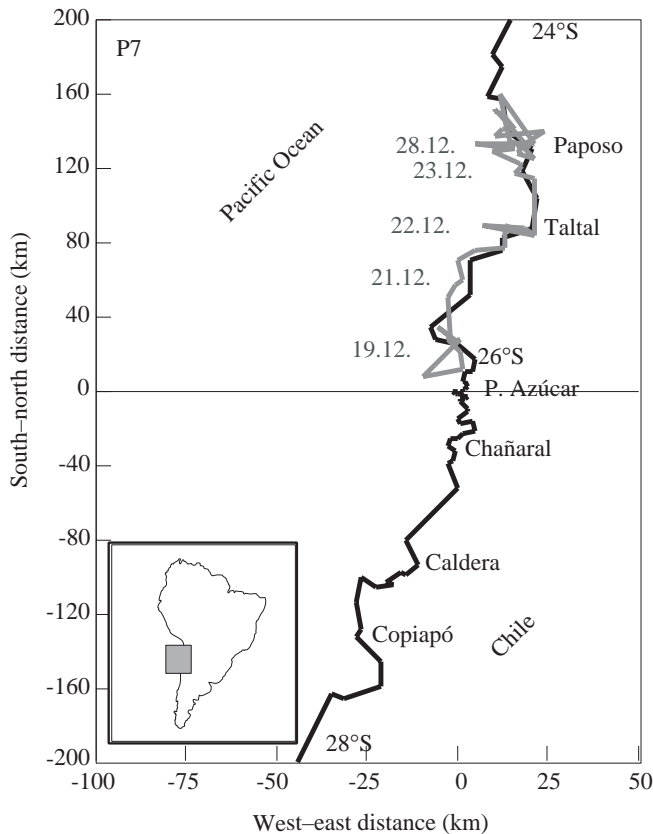 200
160
120
80
40
0
-40
-80
-120
-160
-200
South–north distance (km)
P7
24°S
Pacific Ocean
28.12.
Paposo
23.12.
22.12.
Taltal
21.12.
19.12.
26°S
P. Azúcar
Chañaral
Caldera
Copiapó
Chile
28°S
-100 -75 -50 -25 0 25 50
West–east distance (km)